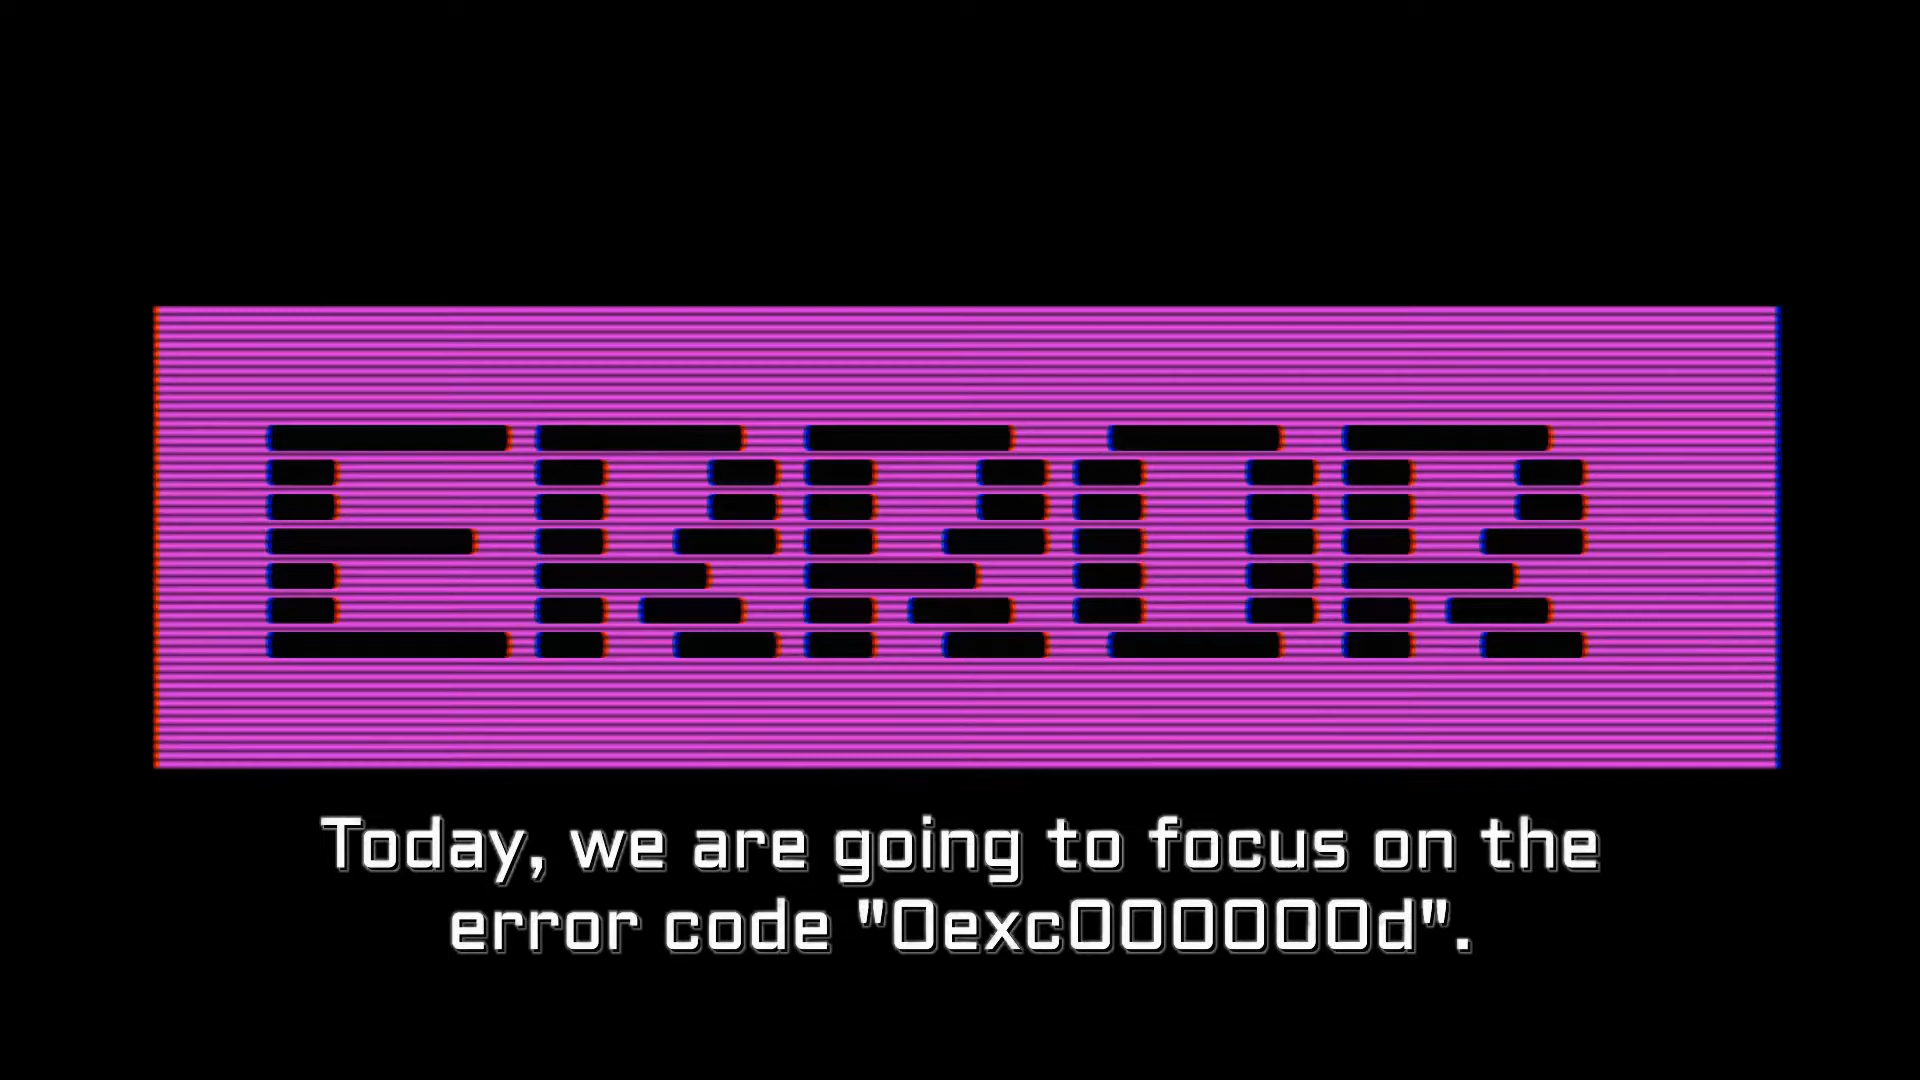 ERROR
Today, we are going to focus on the
error code "0exc000000d".